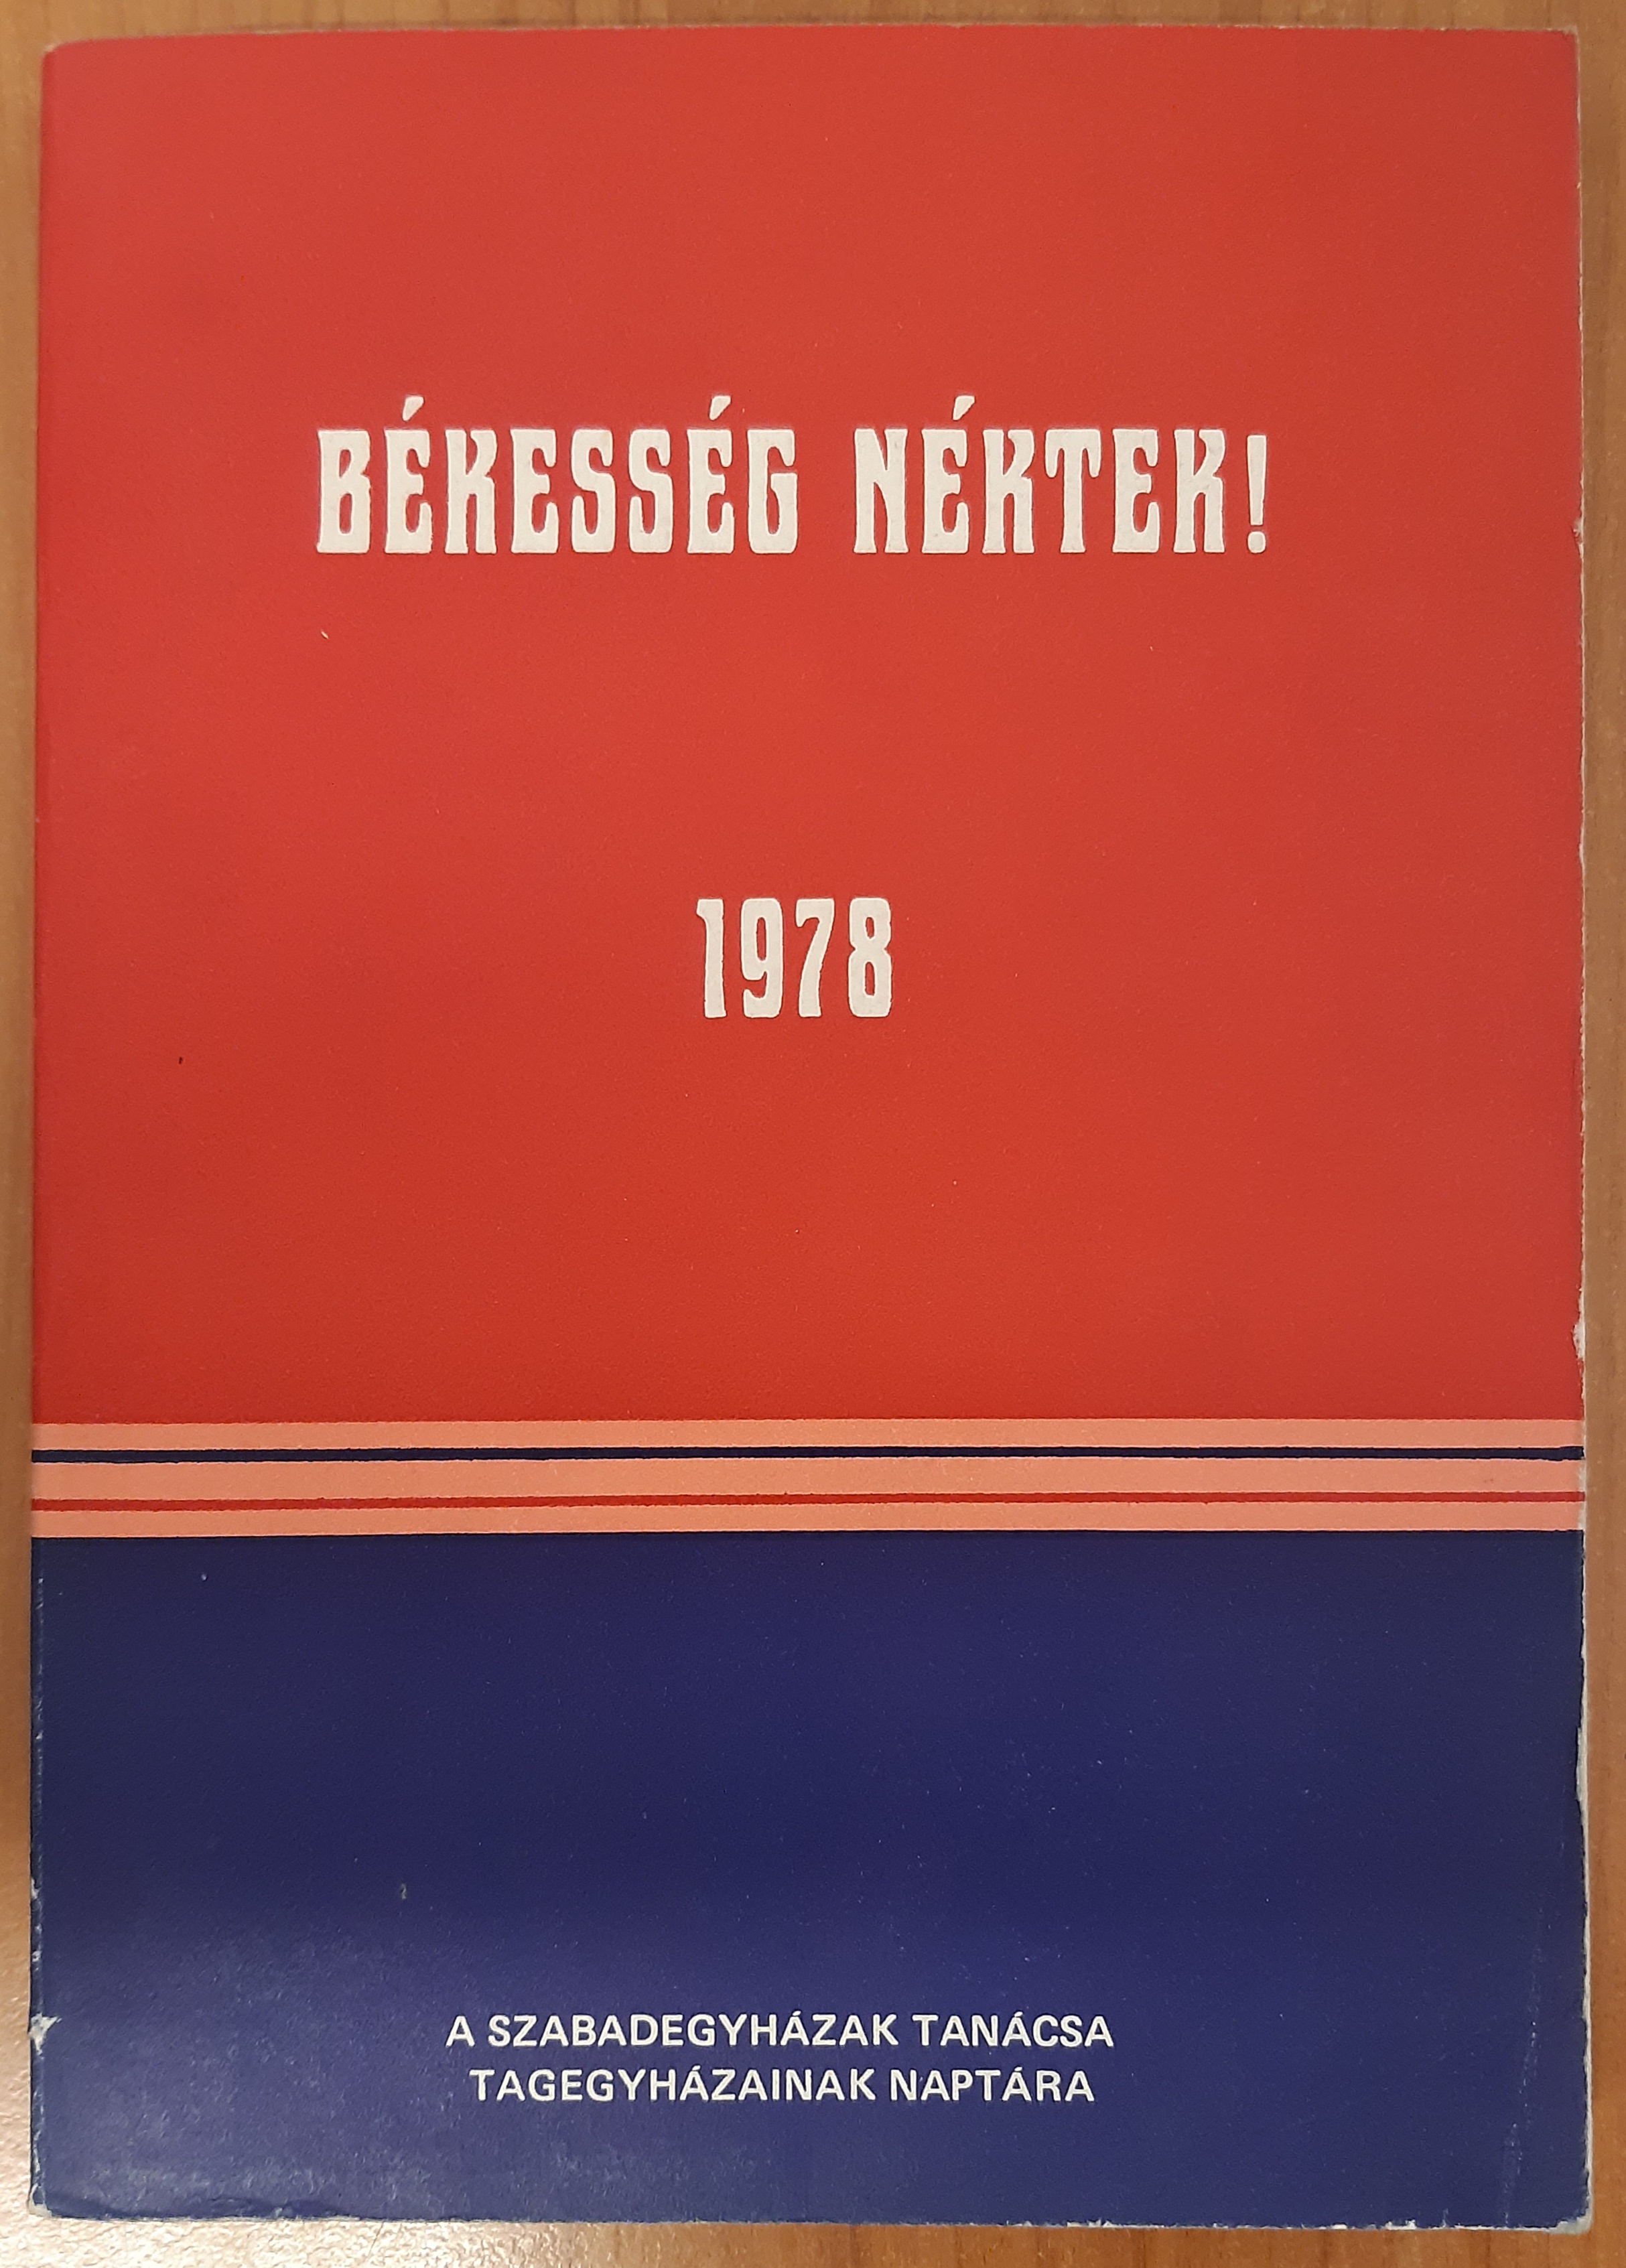 BÉKESSÉG NÉKTEK!
1978
A SZABADEGYHÁZAK TANÁCSA
TAGEGYHÁZAINAK NAPTÁRA